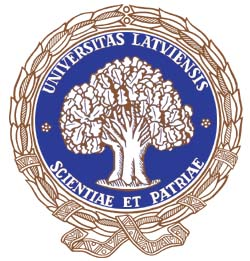 UNIVERSITAS LATVIENSIS
SCIENTIAE ET PATRIAE